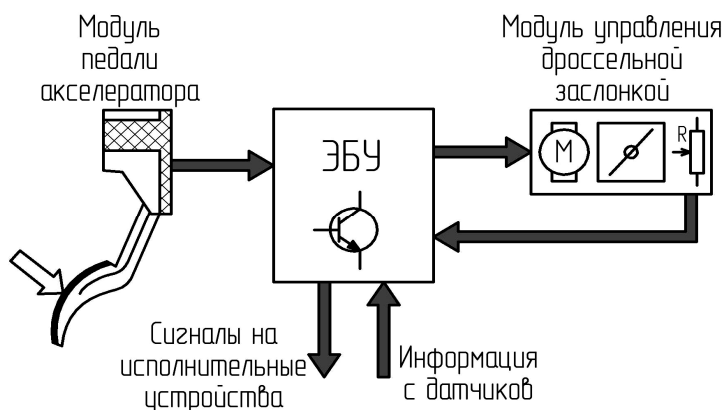 Модуль
педали
акселератора
Модуль управления
дроссельной
заслонкой
ЭБУ
M
R
Сигналы на
исполнительные
устройства
Информация
с датчиков